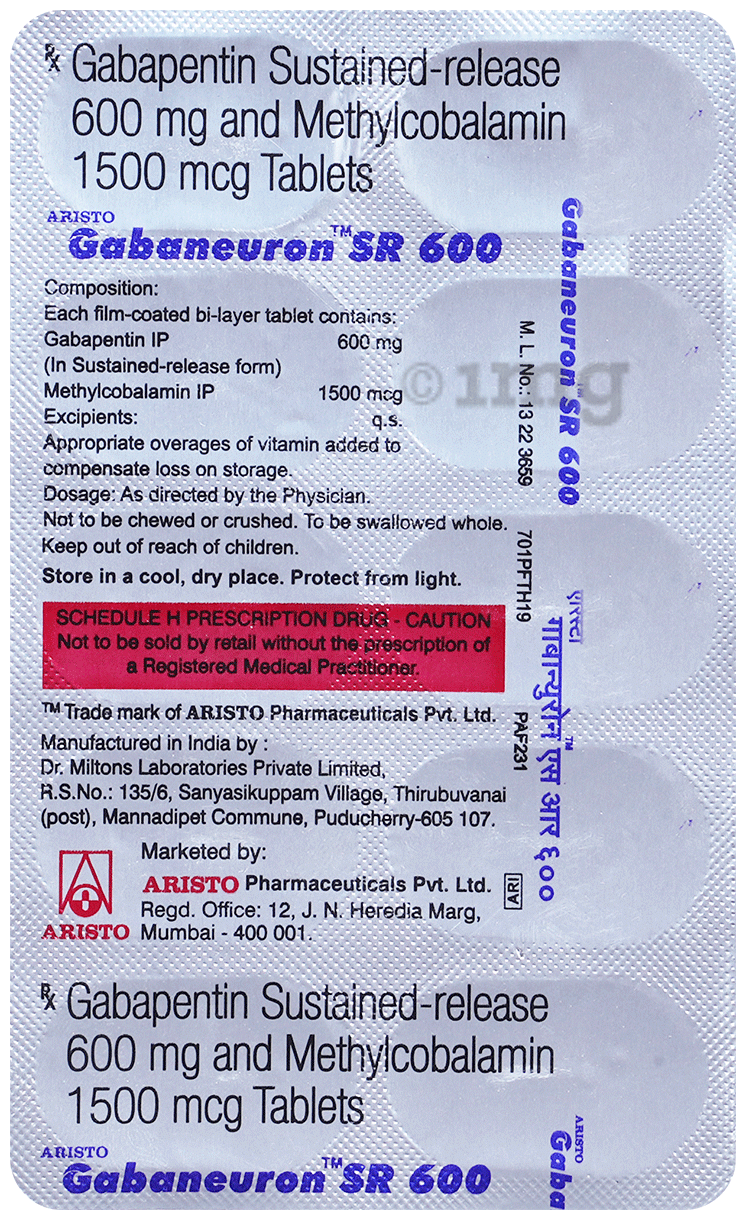 Rx Gabapentin Sustained-release
600 mg and Methylcobalamin
1500 mcg Tablets
ARISTO
Gabaneuron™ SR 600
Composition:
Each film-coated bi-layer tablet contains:
Gabapentin IP 600 mg
(In Sustained-release form)
Methylcobalamin IP 1500 mcg
Excipients: q.s.
Appropriate overages of vitamin added to
compensate loss on storage.
Dosage: As directed by the Physician.
Not to be chewed or crushed. To be swallowed whole.
Keep out of reach of children.
Store in a cool, dry place. Protect from light.
SCHEDULE H PRESCRIPTION DRUG - CAUTION
Not to be sold by retail without the prescription of
a Registered Medical Practitioner.
™ Trade mark of ARISTO Pharmaceuticals Pvt. Ltd.
Manufactured in India by :
Dr. Miltons Laboratories Private Limited,
R.S.No.: 135/6, Sanyasikuppam Village, Thirubuvanai
(post), Mannadipet Commune, Puducherry-605 107.
Marketed by:
ARISTO Pharmaceuticals Pvt. Ltd.
Regd. Office: 12, J. N. Heredia Marg,
Mumbai - 400 001.
ARISTO
ARI
M. L. No.: 13 22 3659 701PFTH19 PAF231
Gabaneuron™ SR 600
एरिस्टो
गाबान्युरोन™ एस आर ६००
© 1mg
Rx Gabapentin Sustained-release
600 mg and Methylcobalamin
1500 mcg Tablets
ARISTO
Gabaneuron™ SR 600
ARISTO
Gaba